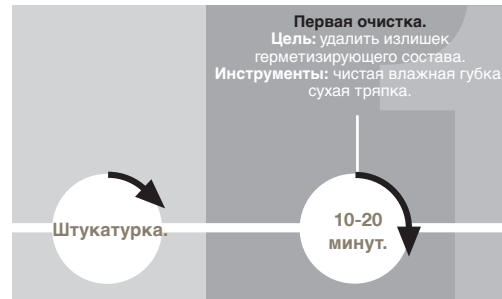 Первая очистка.
Цель: удалить излишек
герметизирующего состава.
Инструменты: чистая влажная губка
сухая тряпка.
Штукатурка.
10-20
минут.